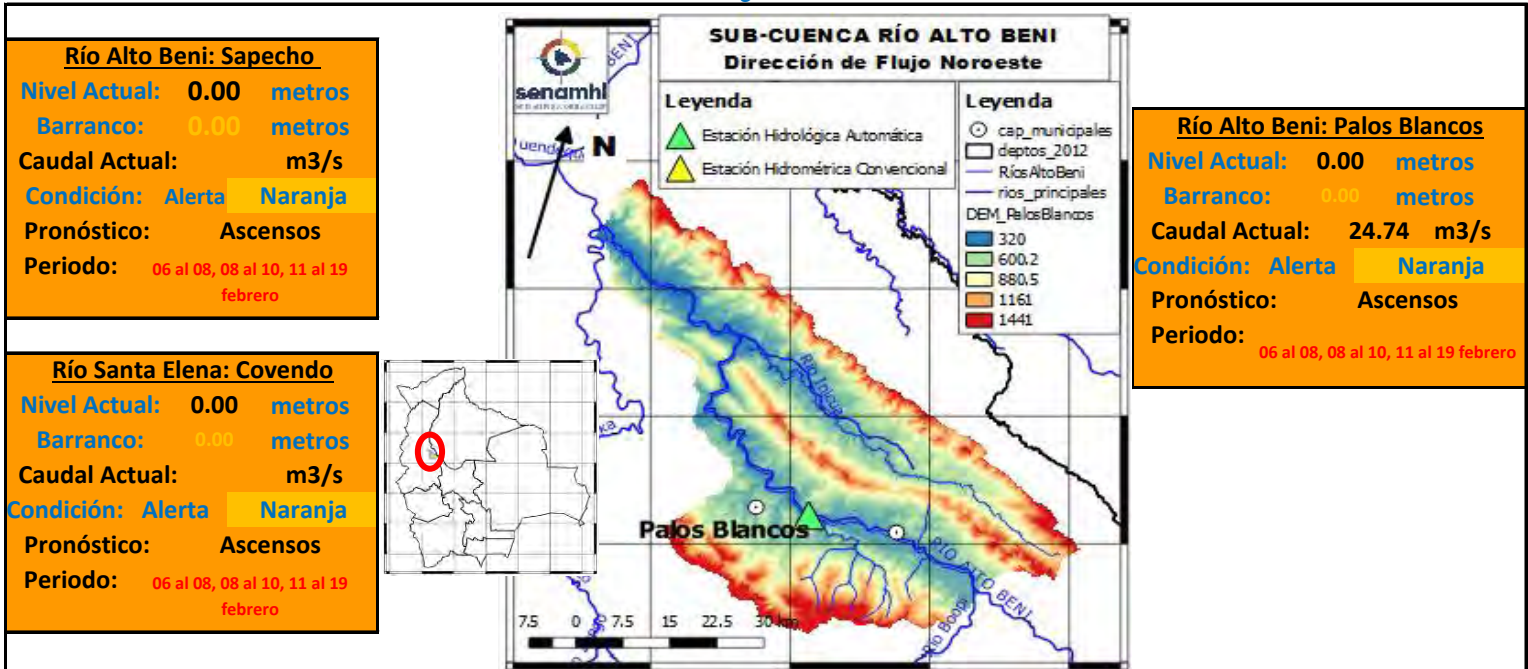 Río Alto Beni: Sapecho
Nivel Actual: 0.00 metros
Barranco: 0.00 metros
Caudal Actual: m3/s
Condición: Alerta Naranja
Pronóstico: Ascensos
Periodo: 06 al 08, 08 al 10, 11 al 19
febrero
Río Santa Elena: Covendo
Nivel Actual: 0.00 metros
Barranco: 0.00 metros
Caudal Actual: m3/s
Condición: Alerta Naranja
Pronóstico: Ascensos
Periodo: 06 al 08, 08 al 10, 11 al 19
febrero
senamhi
BENI
SUB-CUENCA RÍO ALTO BENI
Dirección de Flujo Noroeste
N
Leyenda
Estación Hidrológica Automática
Estación Hidrométrica Convencional
Leyenda
cap_municipales
deptos_2012
RíosAltoBeni
rios_principales
DEM_PalosBlancos
320
600.2
880.5
1161
1441
Río Inicua
Palos Blancos
RÍO ALTO BENI
Río Boopi
7.5 0 7.5 15 22.5 30 km
Río Alto Beni: Palos Blancos
Nivel Actual: 0.00 metros
Barranco: 0.00 metros
Caudal Actual: 24.74 m3/s
Condición: Alerta Naranja
Pronóstico: Ascensos
Periodo:
06 al 08, 08 al 10, 11 al 19 febrero